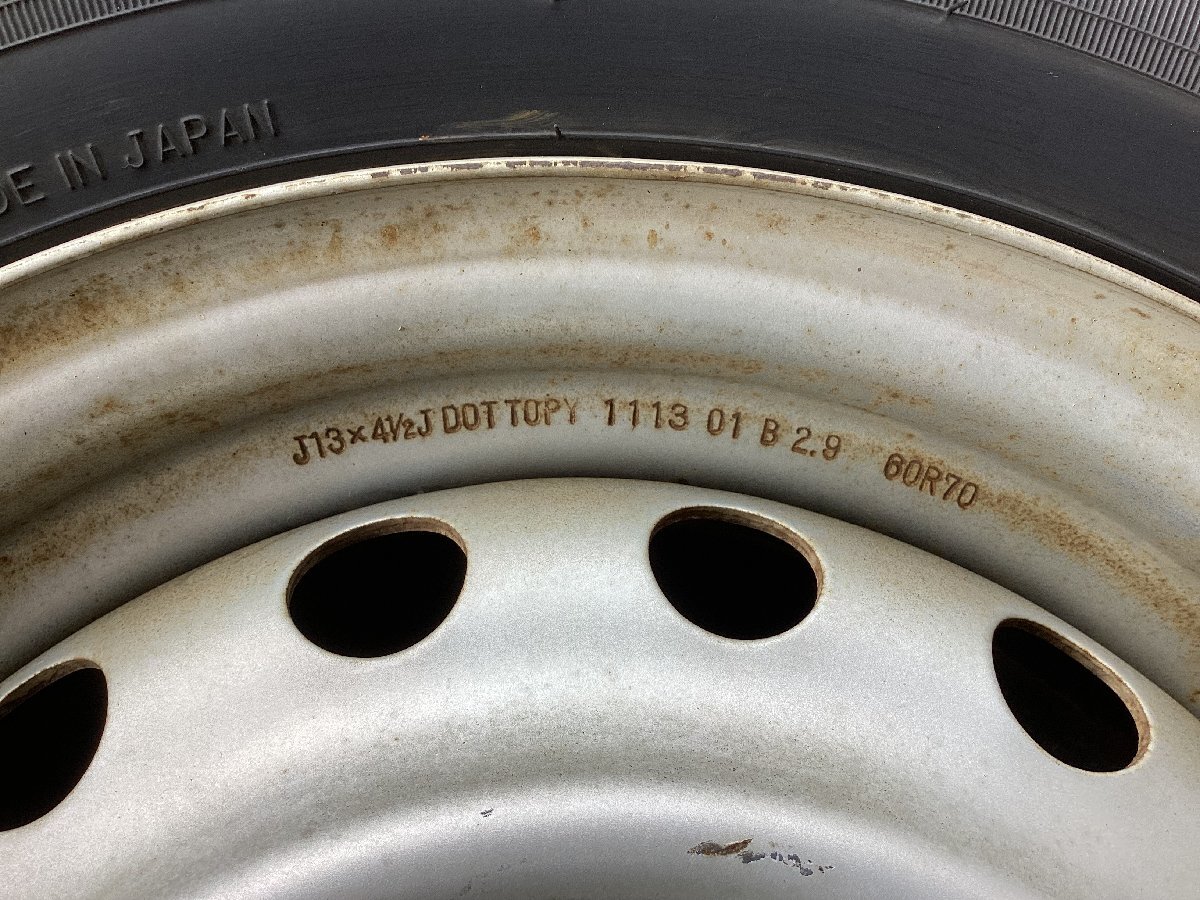 DE IN JAPAN
J13×4½J DOT TOPY 1113 01 B 2.9 60R70